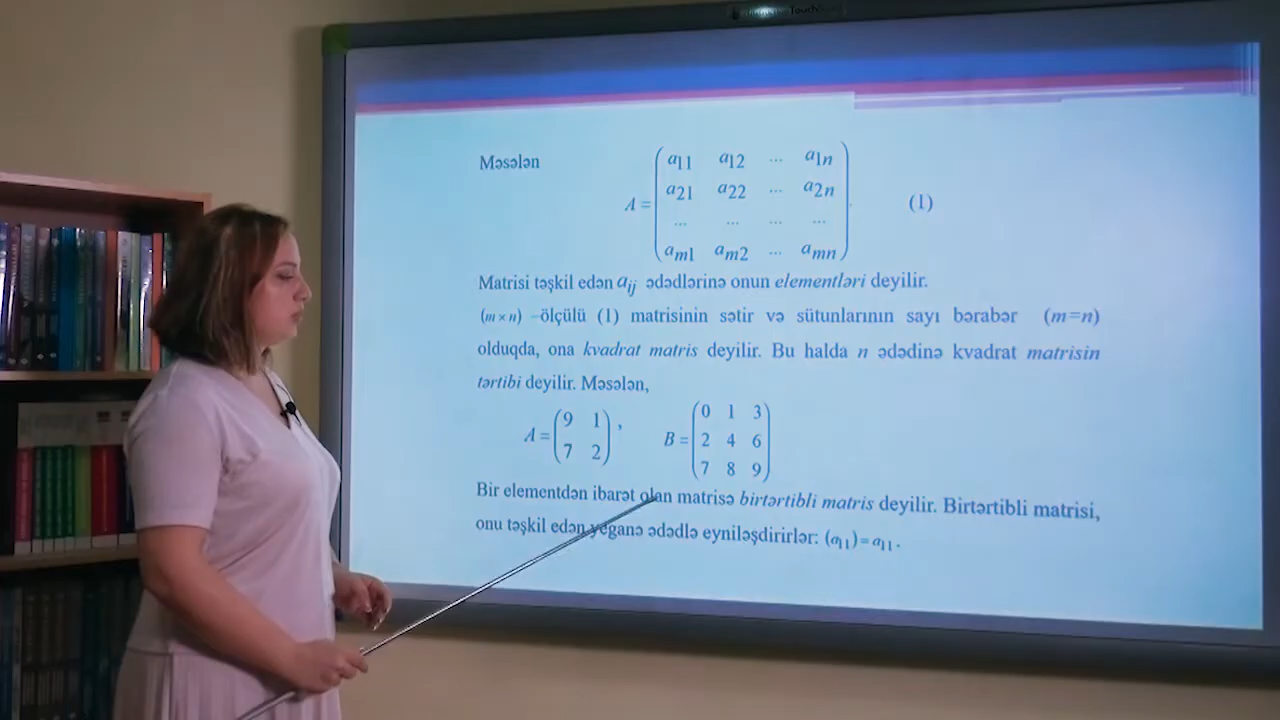 Touch
Məsələn
A = ( a11 a12 ... a1n
a21 a22 ... a2n
... ... ... ...
am1 am2 ... amn ) . (1)
Matrisi təşkil edən aij ədədlərinə onun elementləri deyilir.
(m×n) –ölçülü (1) matrisinin sətir və sütunlarının sayı bərabər (m=n)
olduqda, ona kvadrat matris deyilir. Bu halda n ədədinə kvadrat matrisin
tərtibi deyilir. Məsələn,
A = ( 9 1
7 2 ) ,
B = ( 0 1 3
2 4 6
7 8 9 )
Bir elementdən ibarət olan matrisə birtərtibli matris deyilir. Birtərtibli matrisi,
onu təşkil edən yeganə ədədlə eyniləşdirirlər: (a11)=a11.